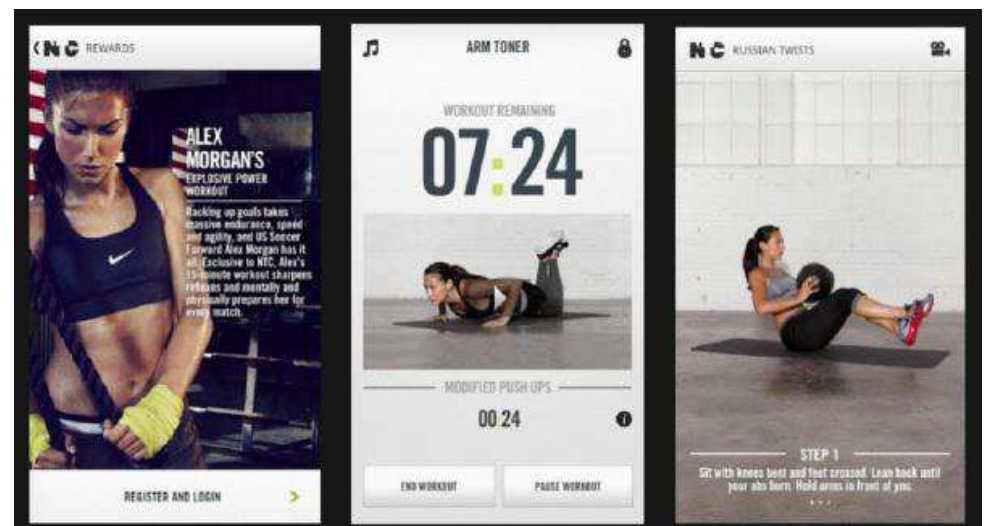 NC REWARDS
ALEX
MORGAN'S
EXPLOSIVE POWER
WORKOUT
Racking up goals takes
massive endurance, speed
and agility, and US Soccer
Forward Alex Morgan has it
all. Exclusive to NTC, Alex's
15-minute workout sharpens
reflexes and mentally and
physically prepares her for
every match.
REGISTER AND LOGIN
ARM TONER
WORKOUT REMAINING
07:24
MODIFIED PUSH UPS
00 24
END WORKOUT
PAUSE WORKOUT
NC RUSSIAN TWISTS
STEP 1
Sit with knees bent and feet crossed. Lean back until
your abs burn. Hold arms in front of you.